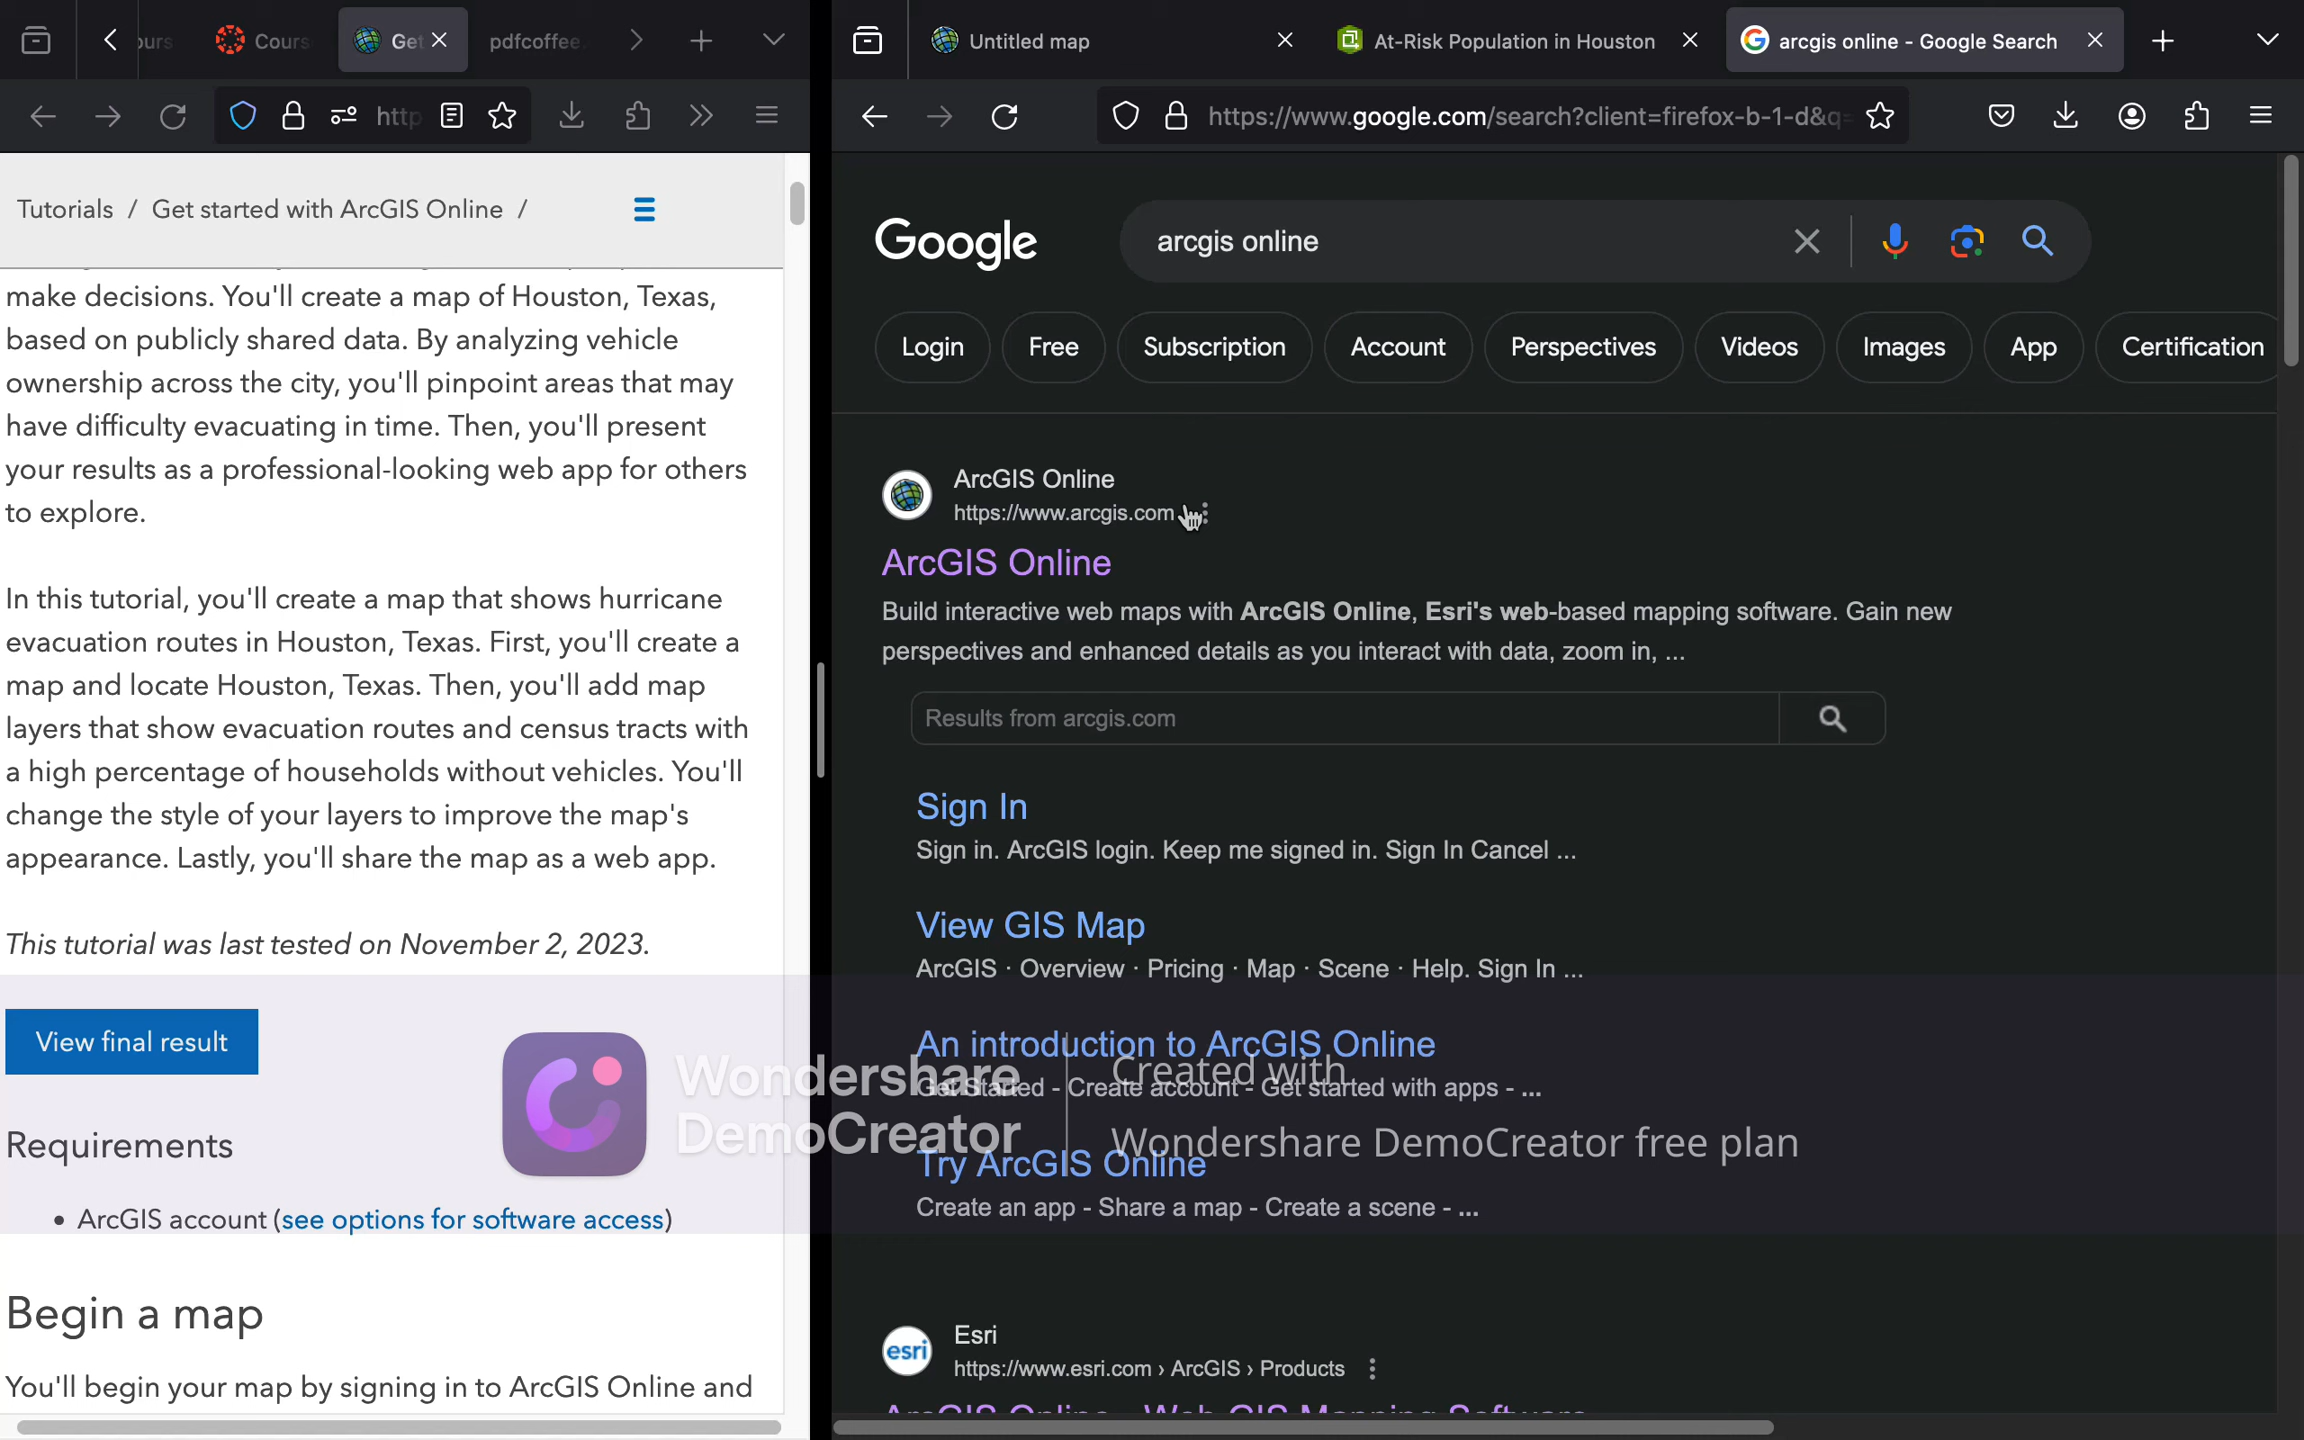 ours
Cours
Get
pdfcoffee.
http
Tutorials / Get started with ArcGIS Online /
make decisions. You'll create a map of Houston, Texas,
based on publicly shared data. By analyzing vehicle
ownership across the city, you'll pinpoint areas that may
have difficulty evacuating in time. Then, you'll present
your results as a professional-looking web app for others
to explore.
In this tutorial, you'll create a map that shows hurricane
evacuation routes in Houston, Texas. First, you'll create a
map and locate Houston, Texas. Then, you'll add map
layers that show evacuation routes and census tracts with
a high percentage of households without vehicles. You'll
change the style of your layers to improve the map's
appearance. Lastly, you'll share the map as a web app.
This tutorial was last tested on November 2, 2023.
View final result
Requirements
• ArcGIS account (see options for software access)
Begin a map
You'll begin your map by signing in to ArcGIS Online and
Untitled map
At-Risk Population in Houston
arcgis online - Google Search
https://www.google.com/search?client=firefox-b-1-d&q=
Google
arcgis online
Login
Free
Subscription
Account
Perspectives
Videos
Images
App
Certification
ArcGIS Online
https://www.arcgis.com
ArcGIS Online
Build interactive web maps with ArcGIS Online, Esri's web-based mapping software. Gain new
perspectives and enhanced details as you interact with data, zoom in, ...
Results from arcgis.com
Sign In
Sign in. ArcGIS login. Keep me signed in. Sign In Cancel ...
View GIS Map
ArcGIS · Overview · Pricing · Map · Scene · Help. Sign In ...
An introduction to ArcGIS Online
Get Started - Create account - Get started with apps - ...
Try ArcGIS Online
Create an app - Share a map - Create a scene - ...
esri
Esri
https://www.esri.com › ArcGIS › Products
ArcGIS Online - Web GIS Mapping Software
Wondershare
DemoCreator
Created with
Wondershare DemoCreator free plan